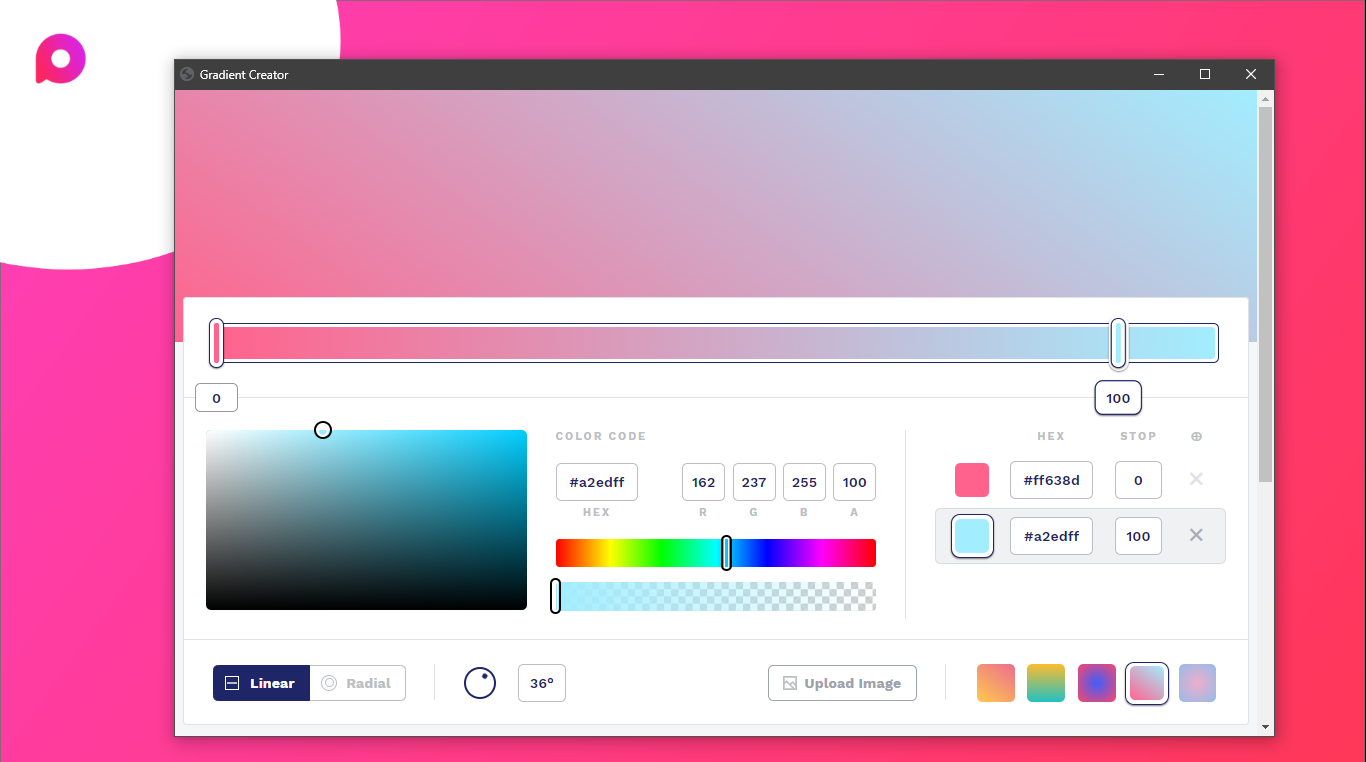 Gradient Creator
0
100
COLOR CODE
HEX STOP
#a2edff 162 237 255 100
HEX R G B A
#ff638d 0
#a2edff 100
Linear Radial 36° Upload Image